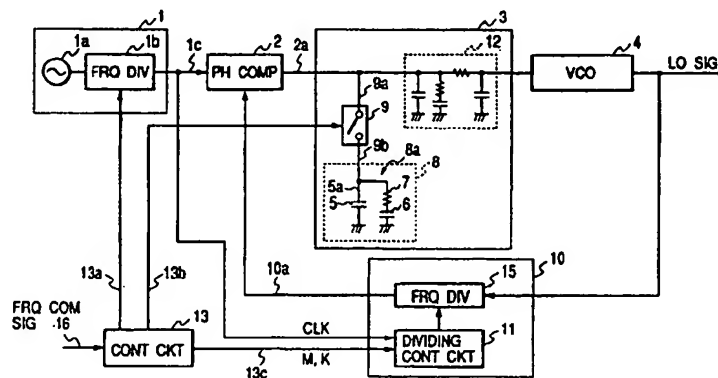 1
3
1a
1b
1c
2
2a
12
4
FRQ DIV
PH COMP
VCO
LO SIG
9a
9
9b
8a
8
5a
7
5
6
13a
13b
10a
15
10
FRQ DIV
FRQ COM
SIG
16
13
CONT CKT
CLK
M, K
13c
DIVIDING
CONT CKT
11